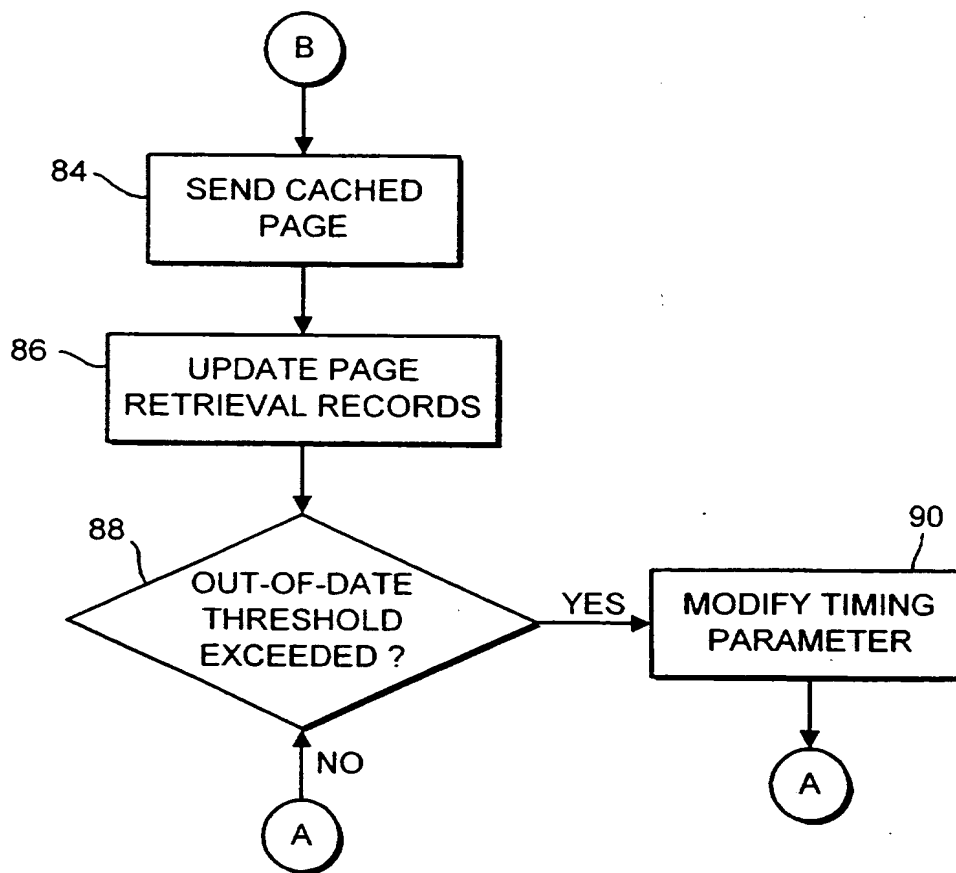 B
84
SEND CACHED
PAGE
86
UPDATE PAGE
RETRIEVAL RECORDS
88
OUT-OF-DATE
THRESHOLD
EXCEEDED ?
YES
90
MODIFY TIMING
PARAMETER
NO
A
A